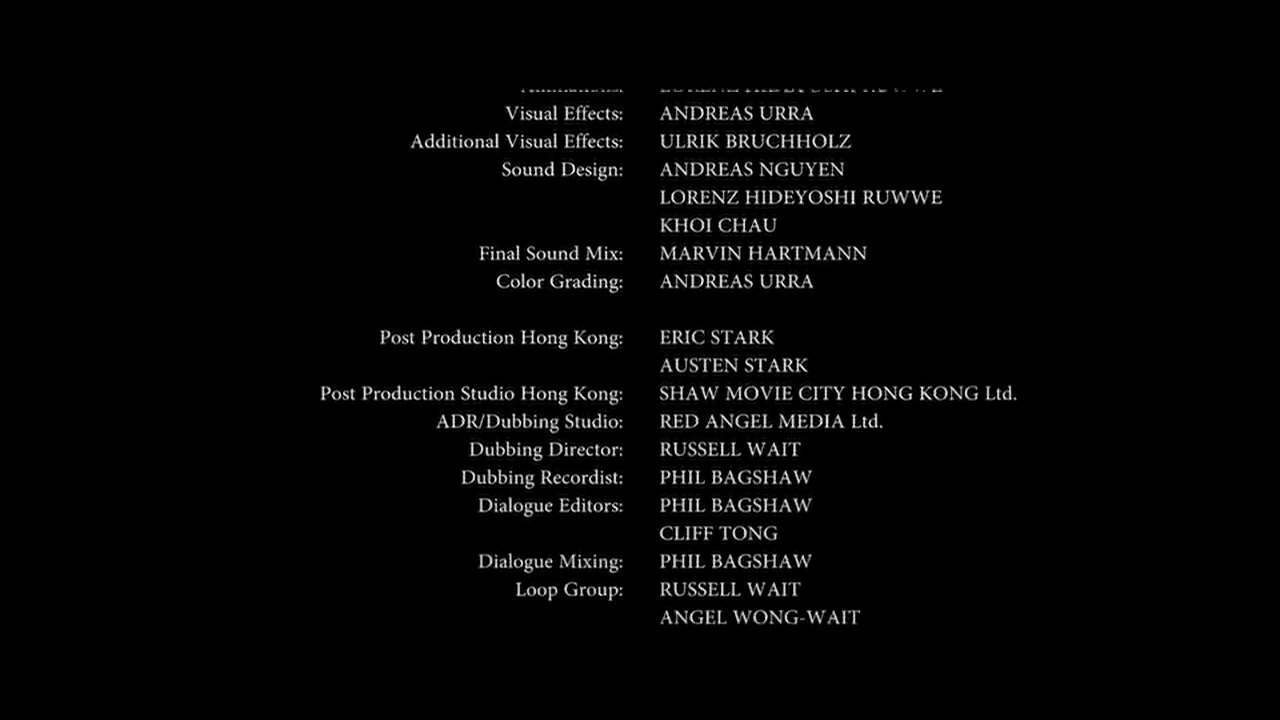 Visual Effects: ANDREAS URRA
Additional Visual Effects: ULRIK BRUCHHOLZ
Sound Design: ANDREAS NGUYEN
LORENZ HIDEYOSHI RUWWE
KHOI CHAU
Final Sound Mix: MARVIN HARTMANN
Color Grading: ANDREAS URRA
Post Production Hong Kong: ERIC STARK
AUSTEN STARK
Post Production Studio Hong Kong: SHAW MOVIE CITY HONG KONG Ltd.
ADR/Dubbing Studio: RED ANGEL MEDIA Ltd.
Dubbing Director: RUSSELL WAIT
Dubbing Recordist: PHIL BAGSHAW
Dialogue Editors: PHIL BAGSHAW
CLIFF TONG
Dialogue Mixing: PHIL BAGSHAW
Loop Group: RUSSELL WAIT
ANGEL WONG-WAIT